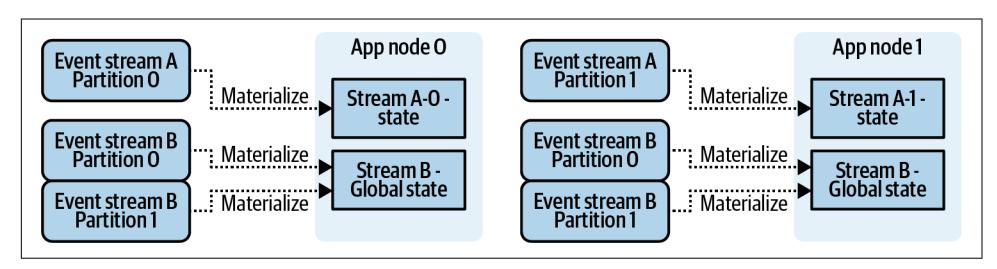 App node 0
Event stream A
Partition 0
Materialize
Stream A-0 -
state
Event stream B
Partition 0
Materialize
Stream B -
Global state
Event stream B
Partition 1
Materialize
App node 1
Event stream A
Partition 1
Materialize
Stream A-1 -
state
Event stream B
Partition 0
Materialize
Stream B -
Global state
Event stream B
Partition 1
Materialize